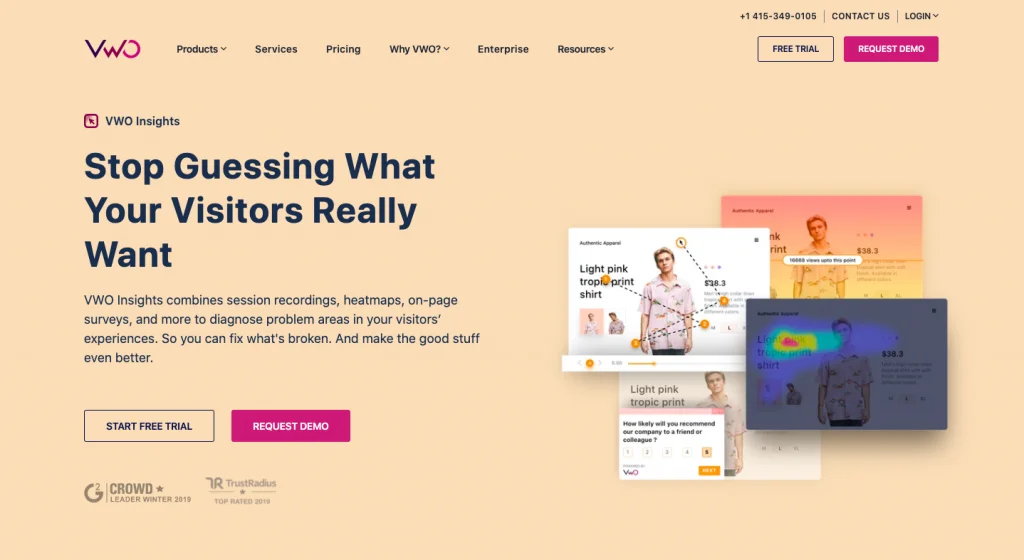 +1 415-349-0105 CONTACT US LOGIN
VWO Products Services Pricing Why VWO? Enterprise Resources FREE TRIAL REQUEST DEMO
VWO Insights
Stop Guessing What
Your Visitors Really
Want
VWO Insights combines session recordings, heatmaps, on-page
surveys, and more to diagnose problem areas in your visitors’
experiences. So you can fix what's broken. And make the good stuff
even better.
START FREE TRIAL REQUEST DEMO
G2 CROWD
LEADER WINTER 2019
TR TrustRadius
TOP RATED 2019
Authentic Apparel
$38.3
16668 views upto this point
Authentic Apparel
Light pink
tropic print
shirt
$38.3
M L
Authentic Apparel
Light pink
tropic print
shirt
$38.3
M L
Light pink
tropic print
How likely will you recommend
our company to a friend or
colleague ?
1 2 3 4 5
POWERED BY
VWO
NEXT